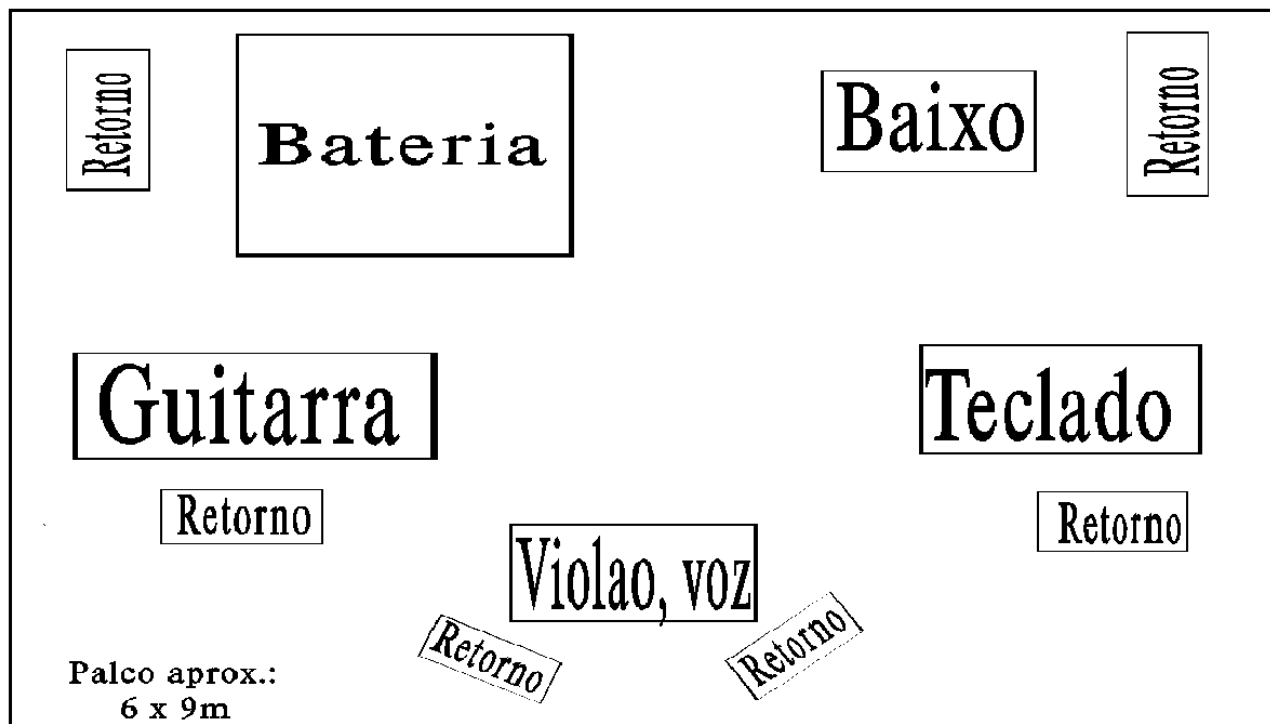 Retorno
Bateria
Baixo
Retorno
Guitarra
Teclado
Retorno
Retorno
Violao, voz
Retorno
Retorno
Palco aprox.:
6 x 9m